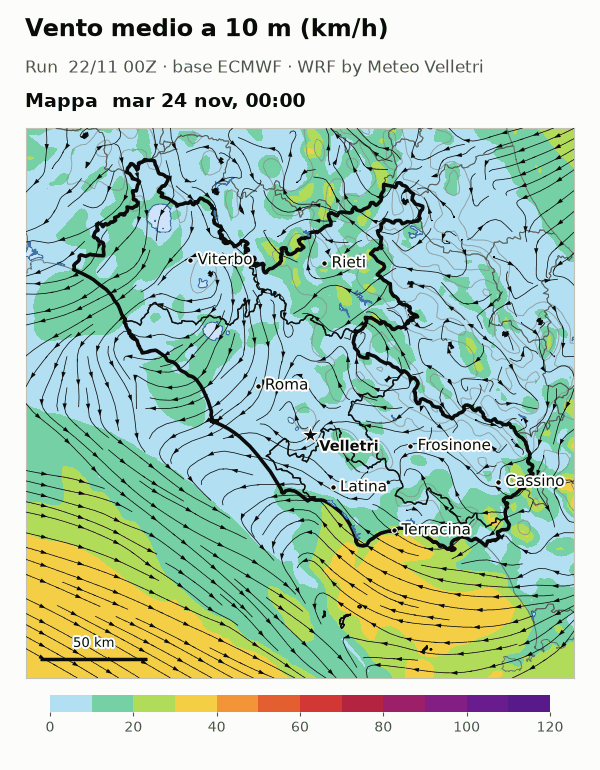 Vento medio a 10 m (km/h)
Run  22/11 00Z · base ECMWF · WRF by Meteo Velletri
Mappa  mar 24 nov, 00:00
Viterbo
Rieti
Roma
Velletri
Frosinone
Cassino
Latina
Terracina
50 km
0 20 40 60 80 100 120